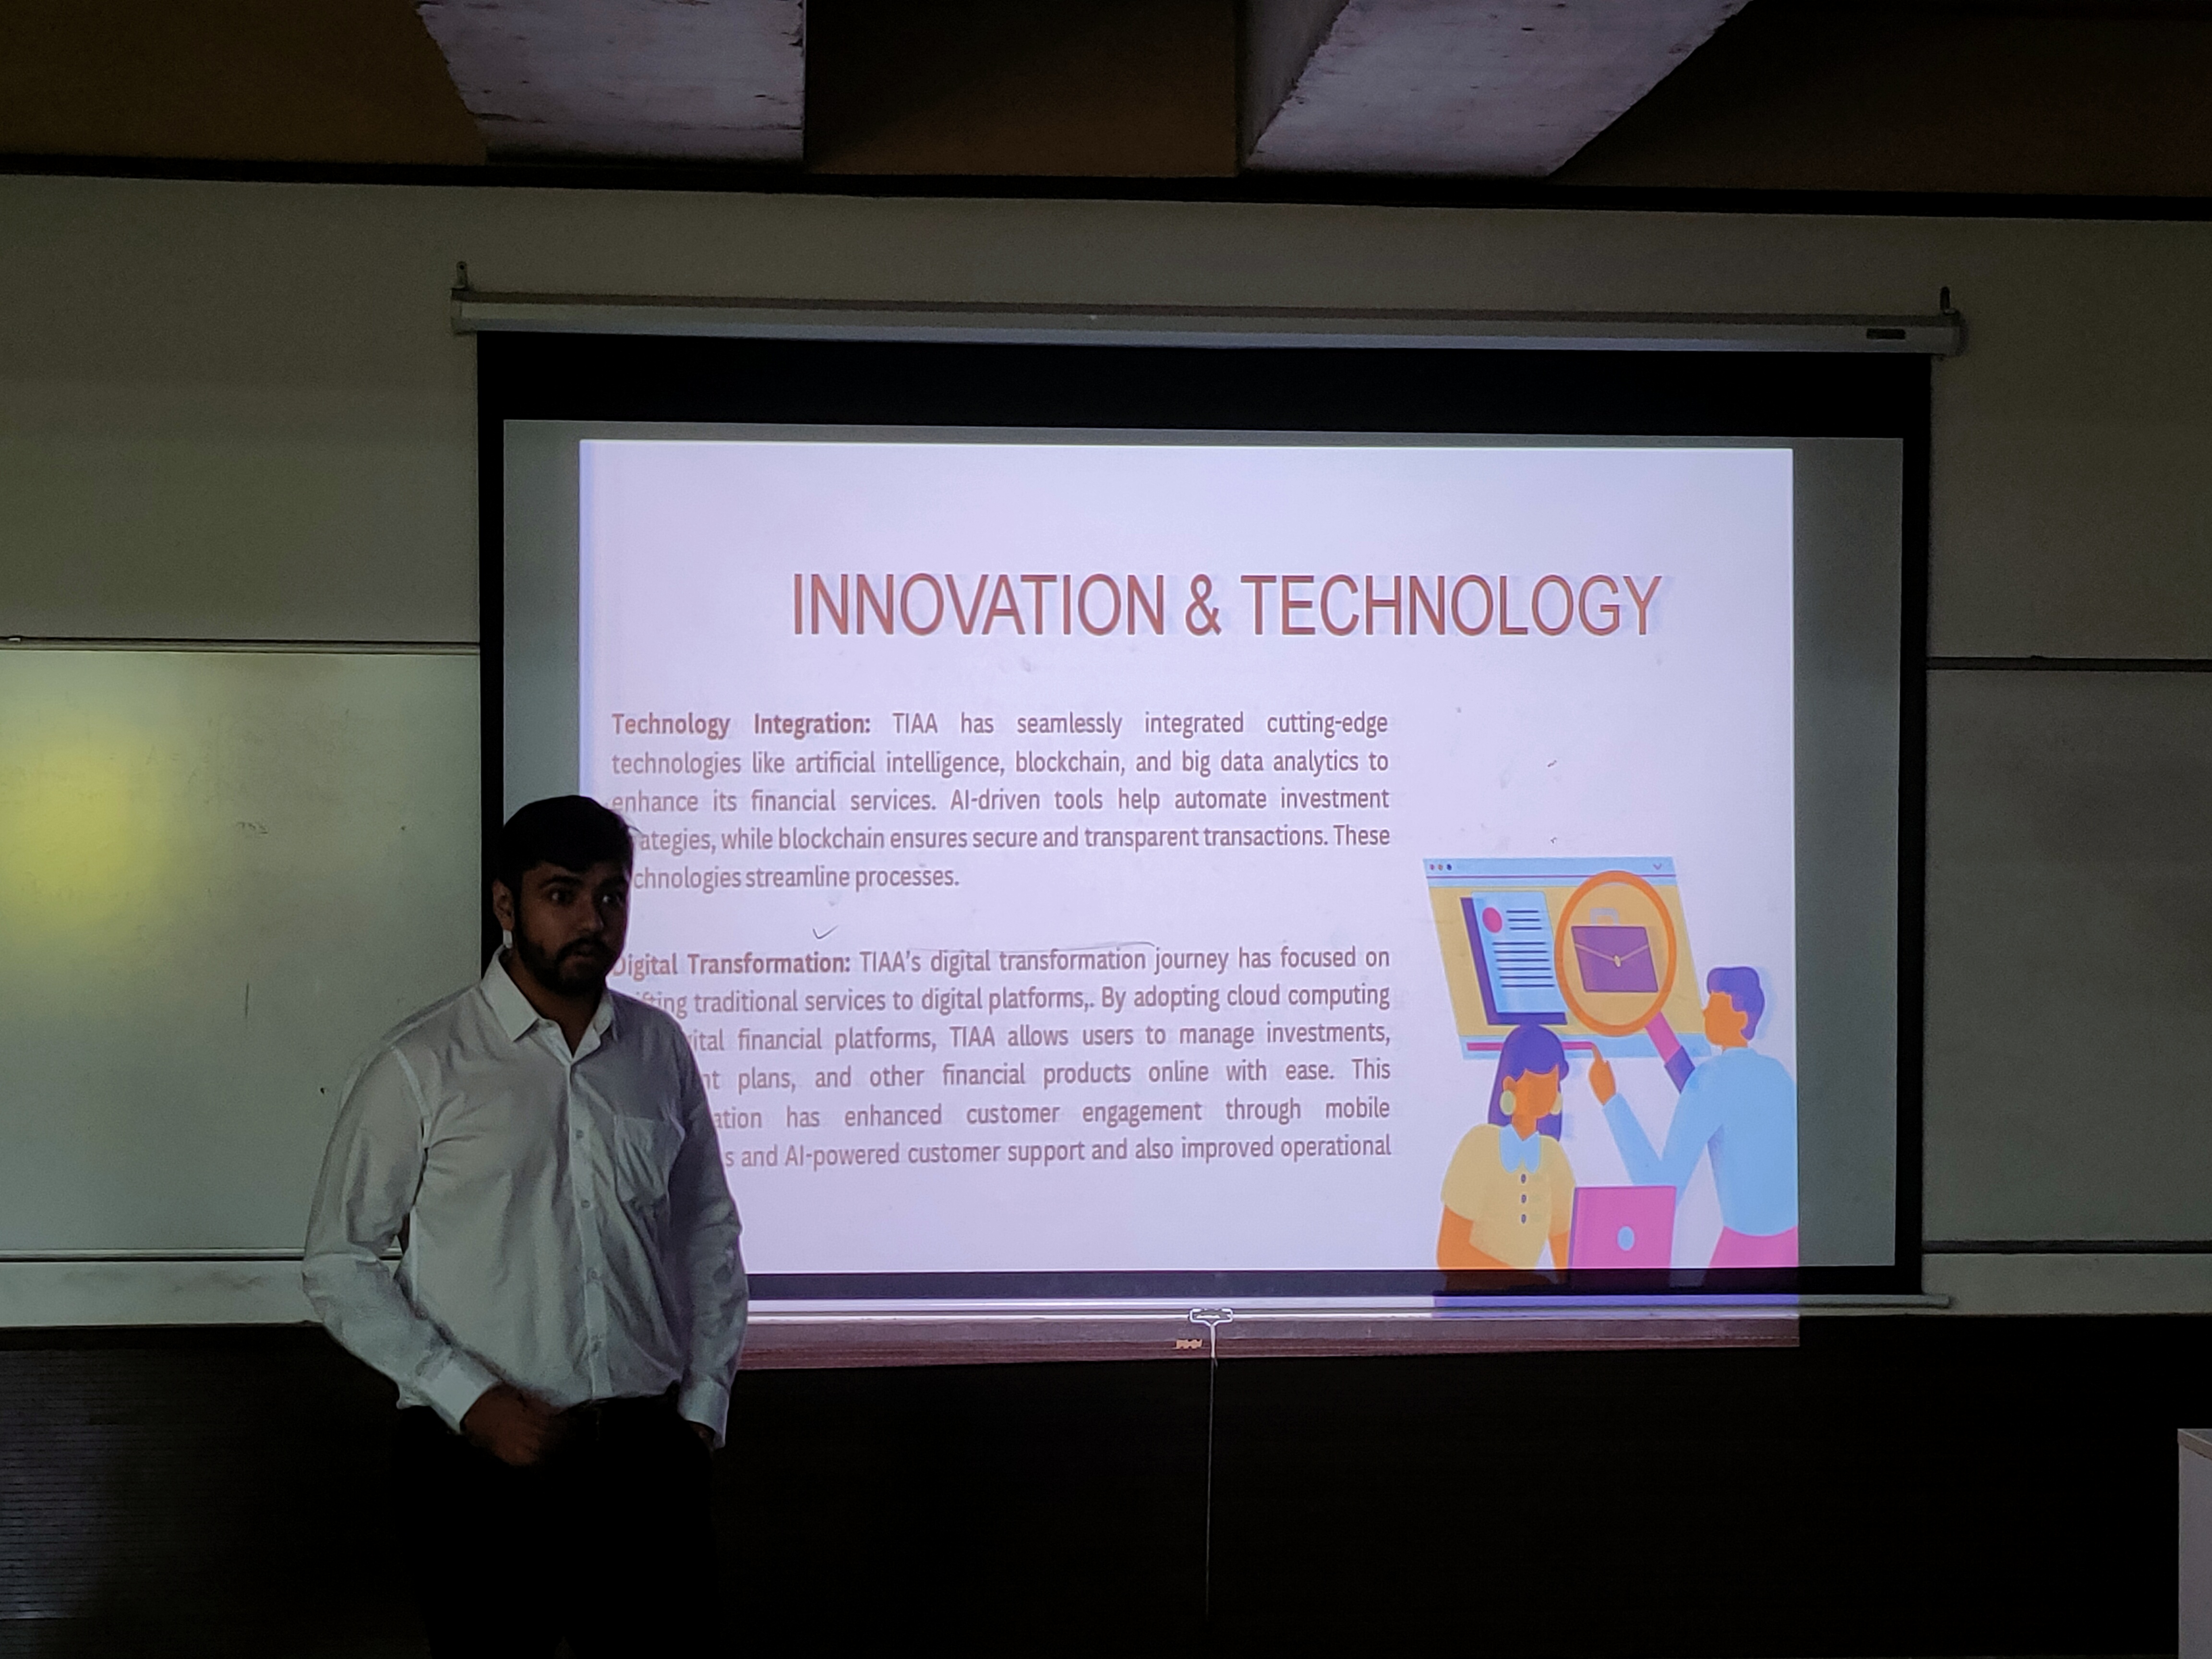 INNOVATION & TECHNOLOGY
Technology Integration: TIAA has seamlessly integrated cutting-edge
technologies like artificial intelligence, blockchain, and big data analytics to
enhance its financial services. AI-driven tools help automate investment
ategies, while blockchain ensures secure and transparent transactions. These
chnologies streamline processes.
Digital Transformation: TIAA's digital transformation journey has focused on
traditional services to digital platforms,. By adopting cloud computing
ital financial platforms, TIAA allows users to manage investments,
plans, and other financial products online with ease. This
ation has enhanced customer engagement through mobile
s and AI-powered customer support and also improved operational